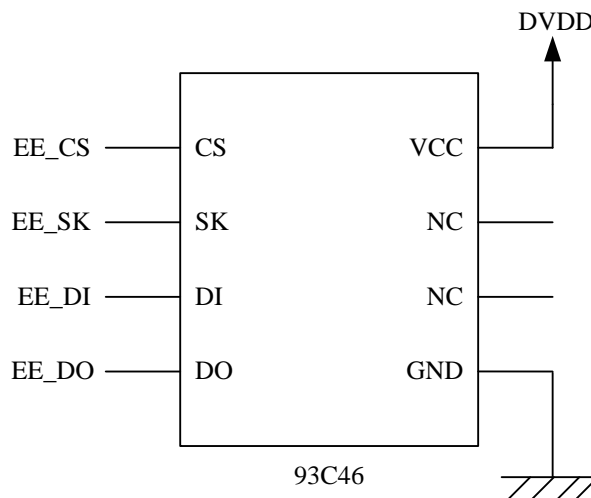 DVDD
EE_CS CS VCC
EE_SK SK NC
EE_DI DI NC
EE_DO DO GND
93C46